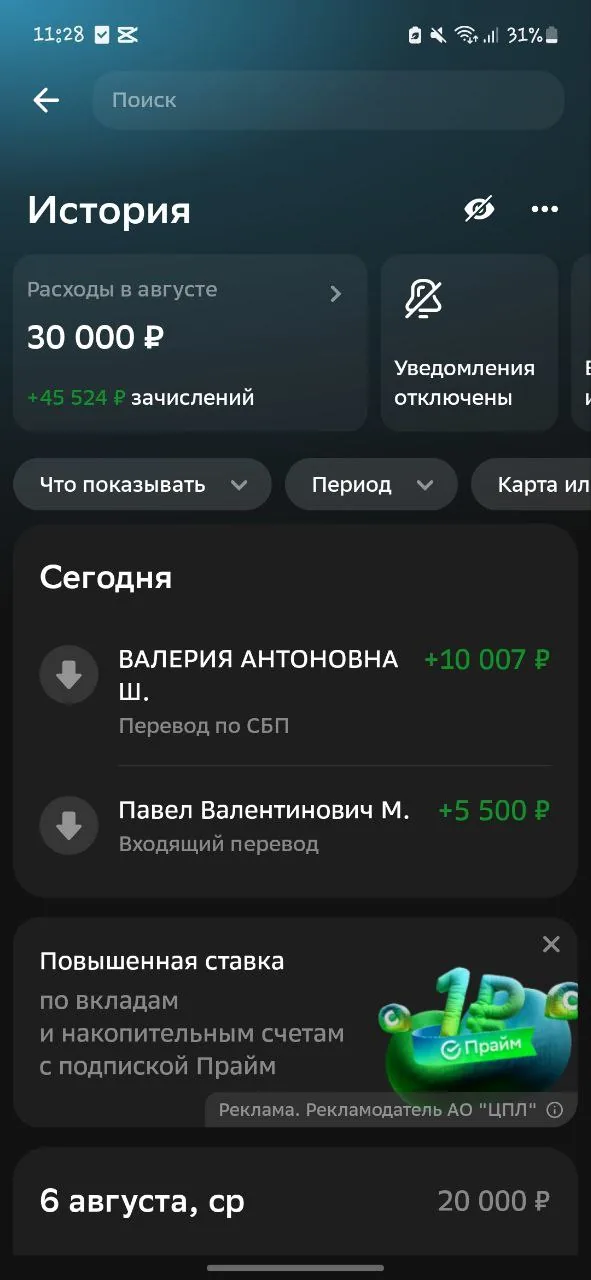 11:28
31%
Поиск
История
Расходы в августе
30 000 ₽
+45 524 ₽ зачислений
Уведомления
отключены
Что показывать
Период
Карта ил
Сегодня
ВАЛЕРИЯ АНТОНОВНА +10 007 ₽
Ш.
Перевод по СБП
Павел Валентинович М. +5 500 ₽
Входящий перевод
Повышенная ставка
по вкладам
и накопительным счетам
с подпиской Прайм
1₽
Прайм
Реклама. Рекламодатель АО "ЦПЛ"
6 августа, ср 20 000 ₽